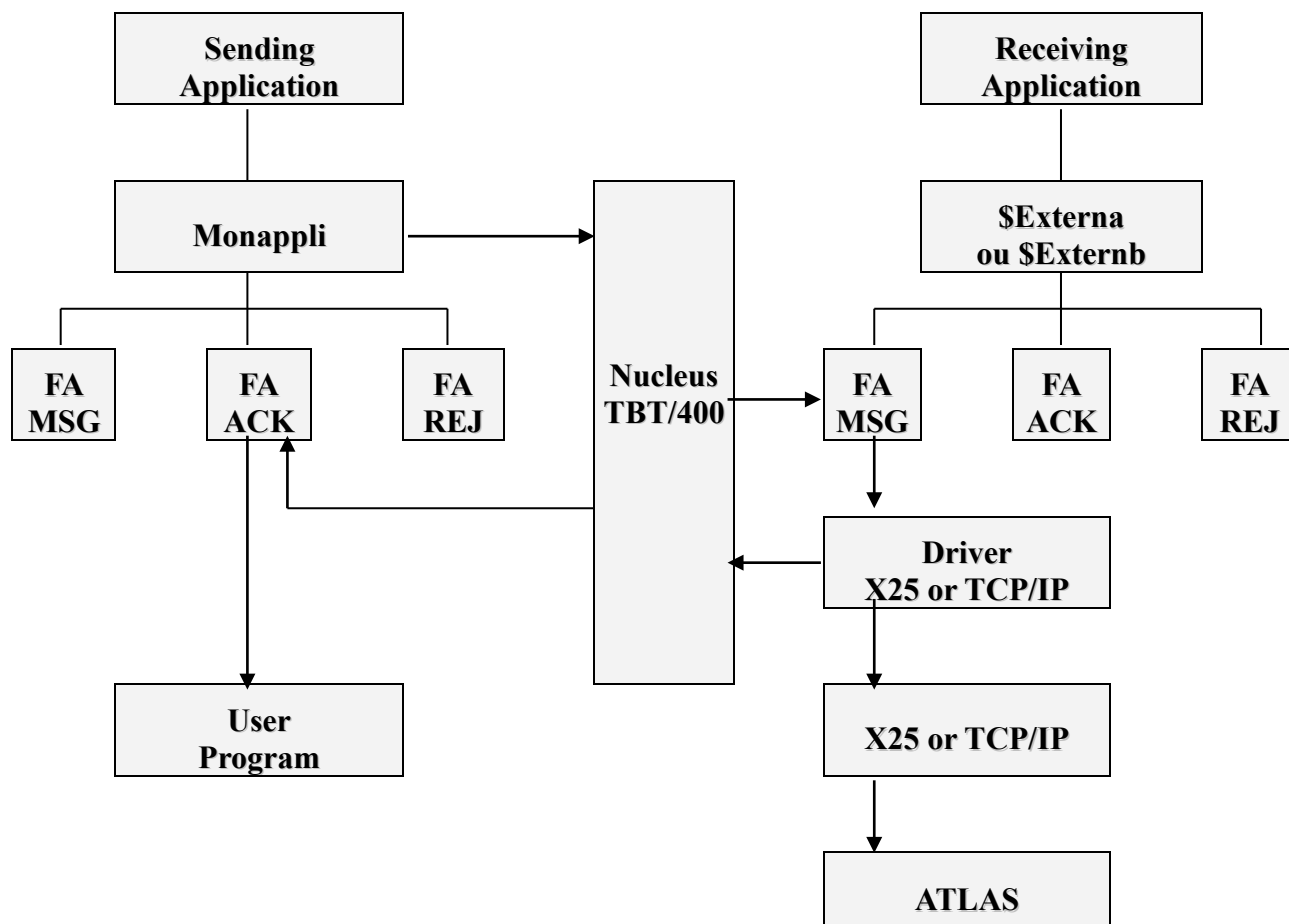 Sending
Application
Receiving
Application
Monappli
$Externa
ou $Externb
FA
MSG
FA
ACK
FA
REJ
Nucleus
TBT/400
FA
MSG
FA
ACK
FA
REJ
Driver
X25 or TCP/IP
User
Program
X25 or TCP/IP
ATLAS